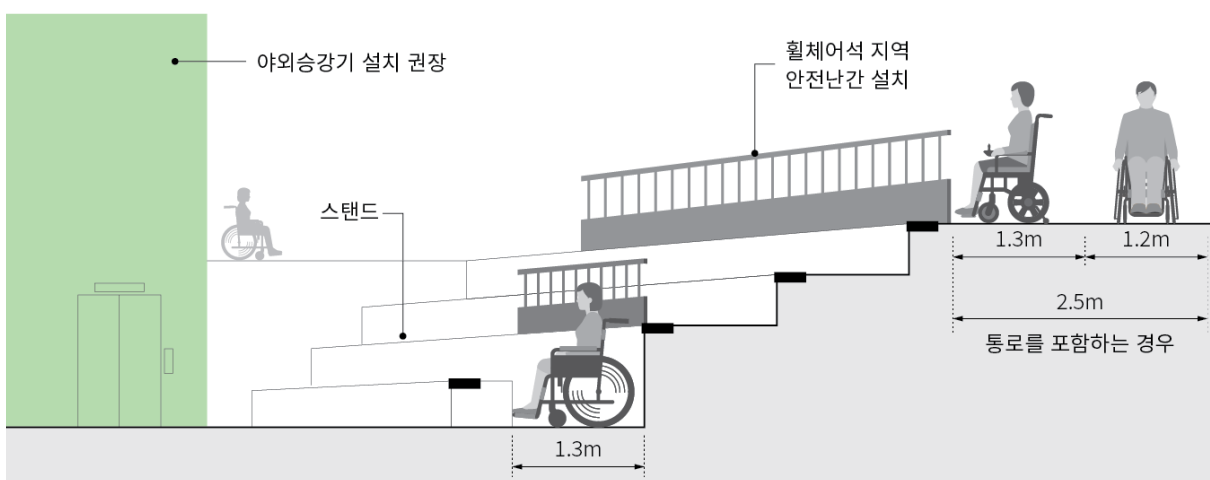 야외승강기 설치 권장
휠체어석 지역
안전난간 설치
스탠드
1.3m
1.2m
2.5m
통로를 포함하는 경우
1.3m